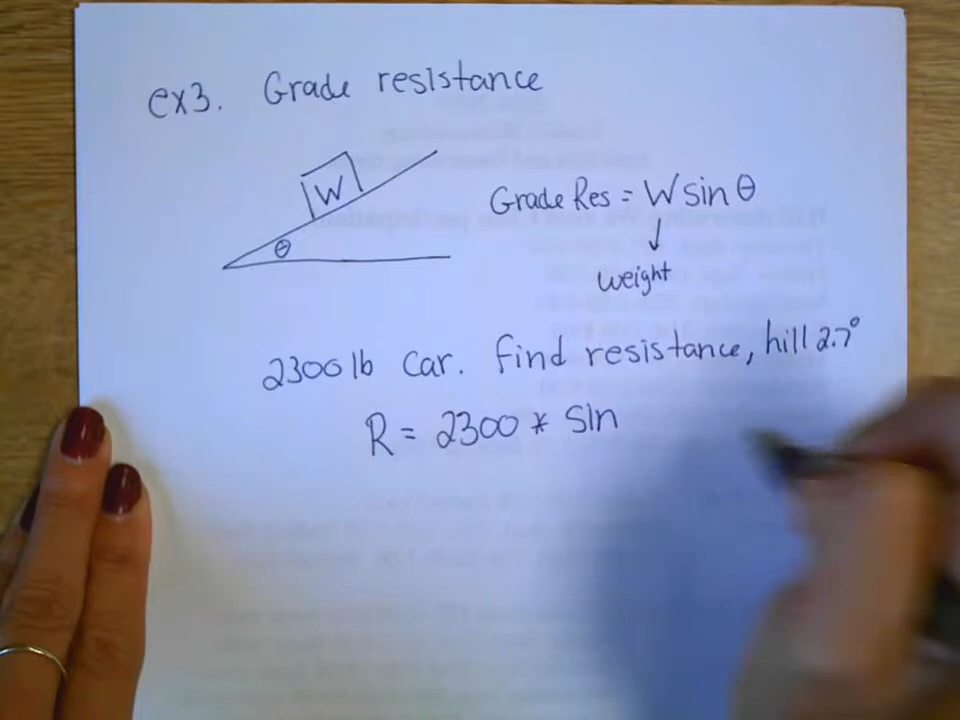 ex3. Grade resistance
W
θ
Grade Res = W sin θ
↓
weight
2300 lb car. Find resistance, hill 2.7°
R = 2300 * sin